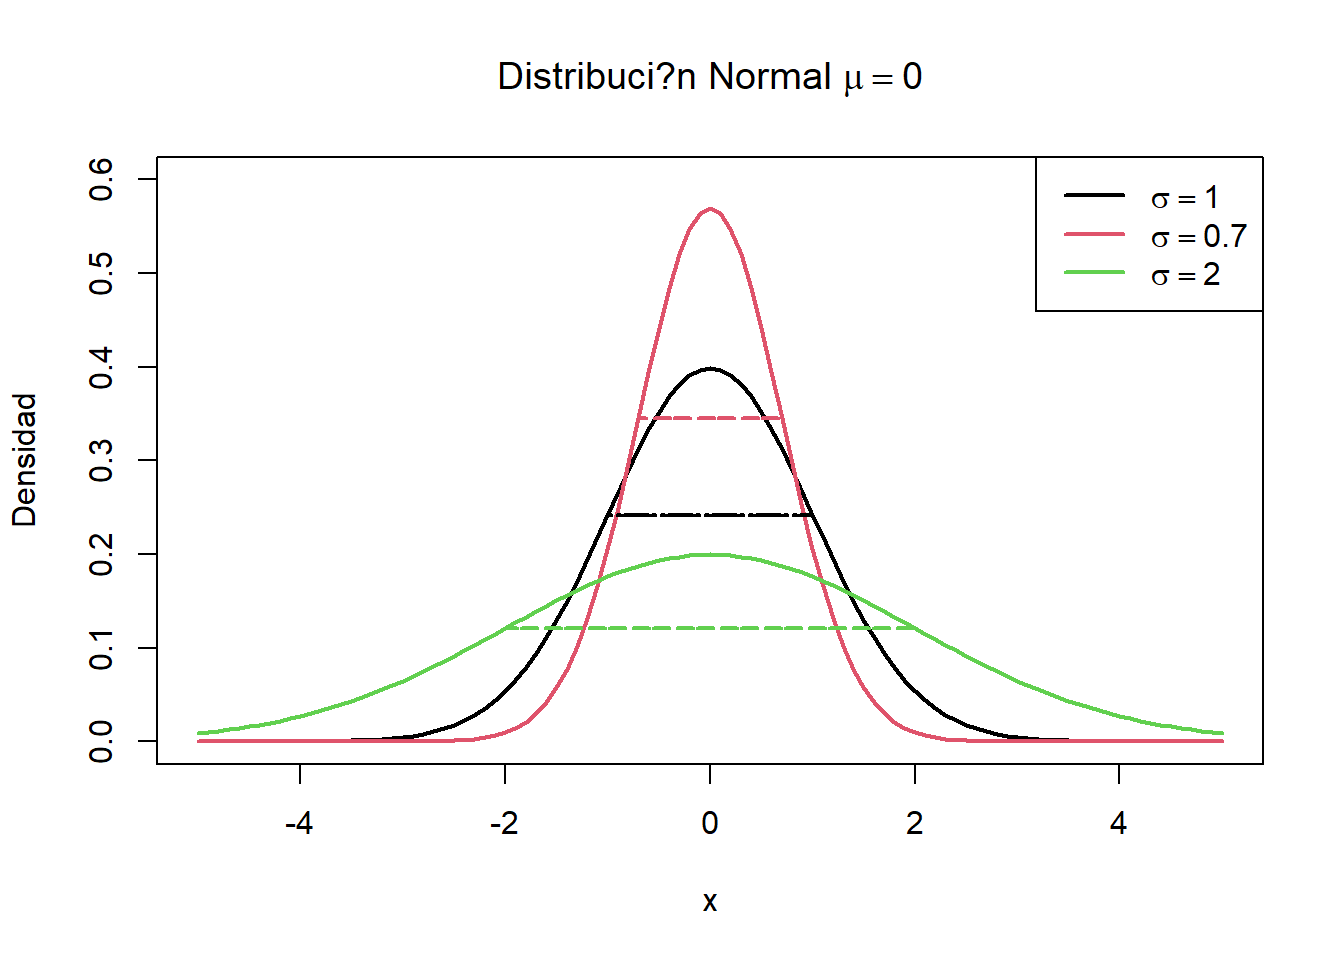 Distribuci?n Normal μ = 0
Densidad
0.6
0.5
0.4
0.3
0.2
0.1
0.0
σ = 1
σ = 0.7
σ = 2
-4 -2 0 2 4
x